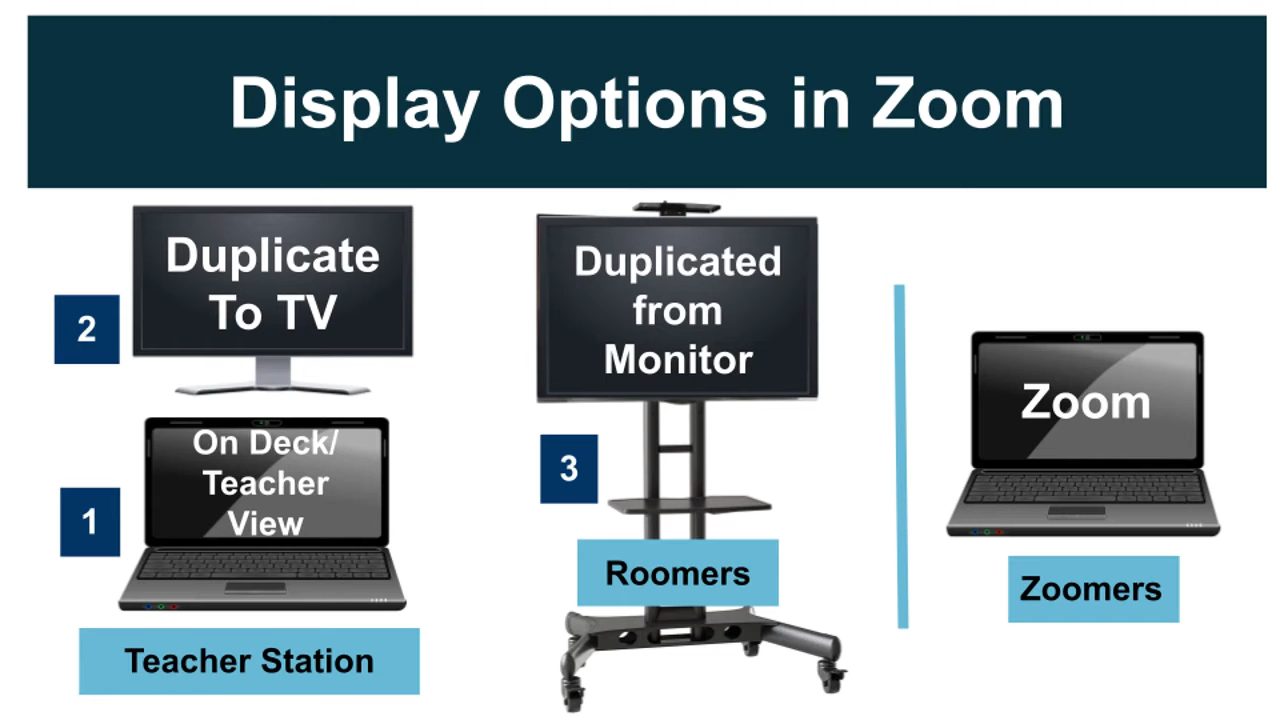 Display Options in Zoom
2
Duplicate
To TV
1
On Deck/
Teacher
View
Teacher Station
Duplicated
from
Monitor
3
Roomers
Zoom
Zoomers